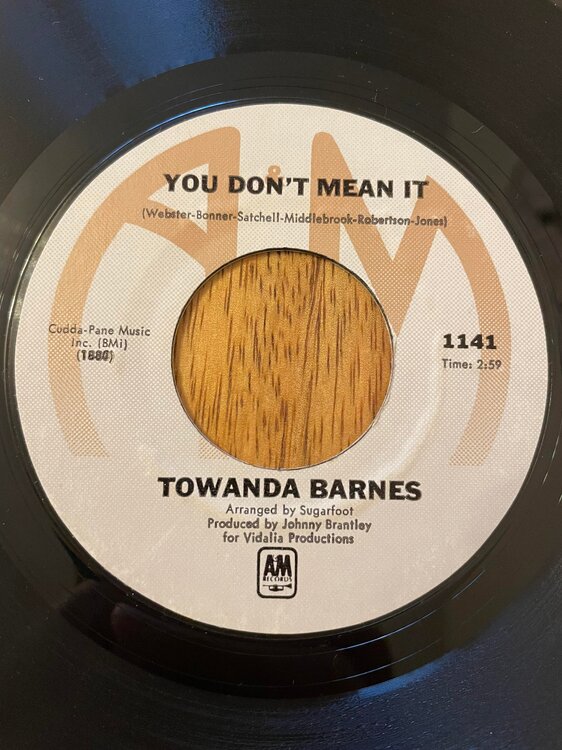 A&M
YOU DON'T MEAN IT
(Webster-Bonner-Satchell-Middlebrook-Robertson-Jones)
Cudda-Pane Music
Inc. (BMi)
1141
Time: 2:59
TOWANDA BARNES
Arranged by Sugarfoot
Produced by Johnny Brantley
for Vidalia Productions
A&M
RECORDS